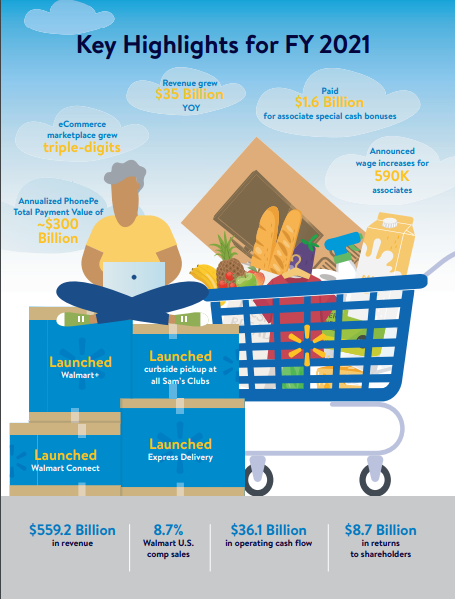 Key Highlights for FY 2021
Revenue grew
$35 Billion
YOY
Paid
$1.6 Billion
for associate special cash bonuses
eCommerce
marketplace grew
triple-digits
Announced
wage increases for
590K
associates
Annualized PhonePe
Total Payment Value of
~$300
Billion
Launched
Walmart+
Launched
curbside pickup at
all Sam's Clubs
Launched
Walmart Connect
Launched
Express Delivery
$559.2 Billion
in revenue
8.7%
Walmart U.S.
comp sales
$36.1 Billion
in operating cash flow
$8.7 Billion
in returns
to shareholders